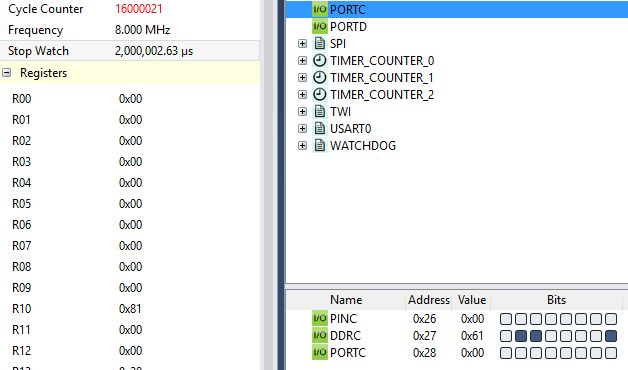 Cycle Counter 16000021
Frequency 8.000 MHz
Stop Watch 2,000,002.63 µs
Registers
R00 0x00
R01 0x00
R02 0x00
R03 0x00
R04 0x00
R05 0x00
R06 0x00
R07 0x00
R08 0x00
R09 0x00
R10 0x81
R11 0x00
R12 0x00
I/O PORTC
I/O PORTD
SPI
TIMER_COUNTER_0
TIMER_COUNTER_1
TIMER_COUNTER_2
TWI
USART0
WATCHDOG
Name Address Value Bits
I/O PINC 0x26 0x00
I/O DDRC 0x27 0x61
I/O PORTC 0x28 0x00